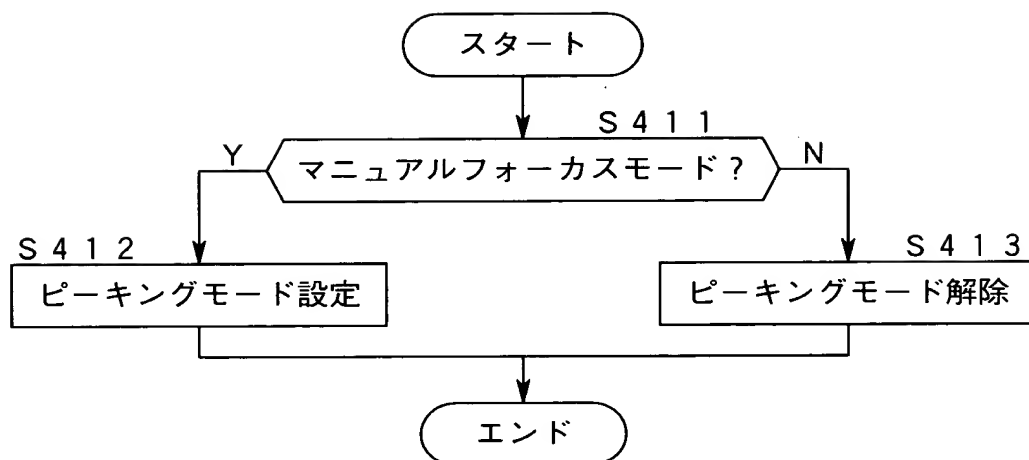 スタート
S411
マニュアルフォーカスモード?
Y
N
S412
ピーキングモード設定
S413
ピーキングモード解除
エンド